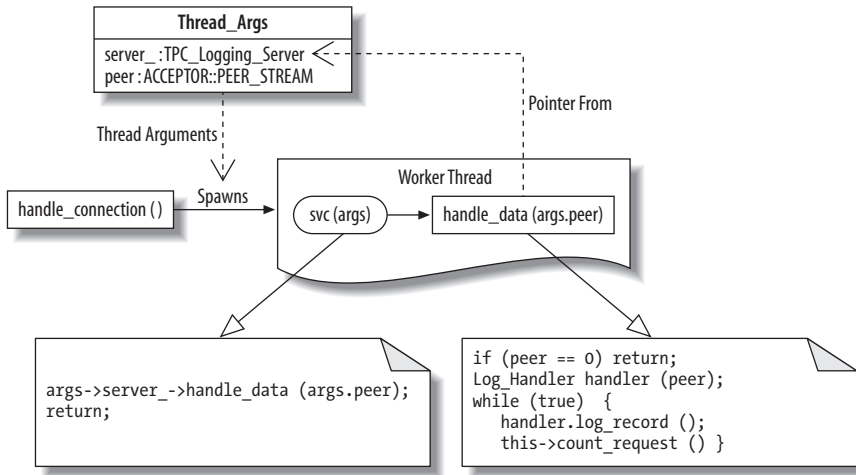 Thread_Args
server_ :TPC_Logging_Server
peer : ACCEPTOR::PEER_STREAM
Pointer From
Thread Arguments
Worker Thread
handle_connection ( )
Spawns
svc (args)
handle_data (args.peer)
args->server_->handle_data (args.peer);
return;
if (peer == 0) return;
Log_Handler handler (peer);
while (true) {
handler.log_record ();
this->count_request () }